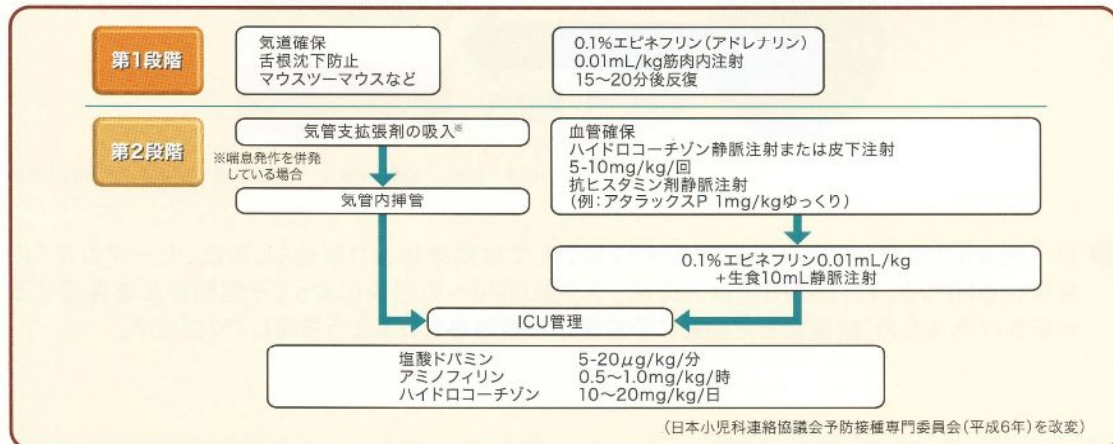 第1段階
気道確保
舌根沈下防止
マウスツーマウスなど
0.1%エピネフリン(アドレナリン)
0.01mL/kg筋肉内注射
15〜20分後反復
第2段階
気管支拡張剤の吸入※
※喘息発作を併発
している場合
気管内挿管
血管確保
ハイドロコーチゾン静脈注射または皮下注射
5-10mg/kg/回
抗ヒスタミン剤静脈注射
(例:アタラックスP 1mg/kgゆっくり)
0.1%エピネフリン0.01mL/kg
+生食10mL静脈注射
ICU管理
塩酸ドパミン 5-20μg/kg/分
アミノフィリン 0.5〜1.0mg/kg/時
ハイドロコーチゾン 10〜20mg/kg/日
(日本小児科連絡協議会予防接種専門委員会(平成6年)を改変)